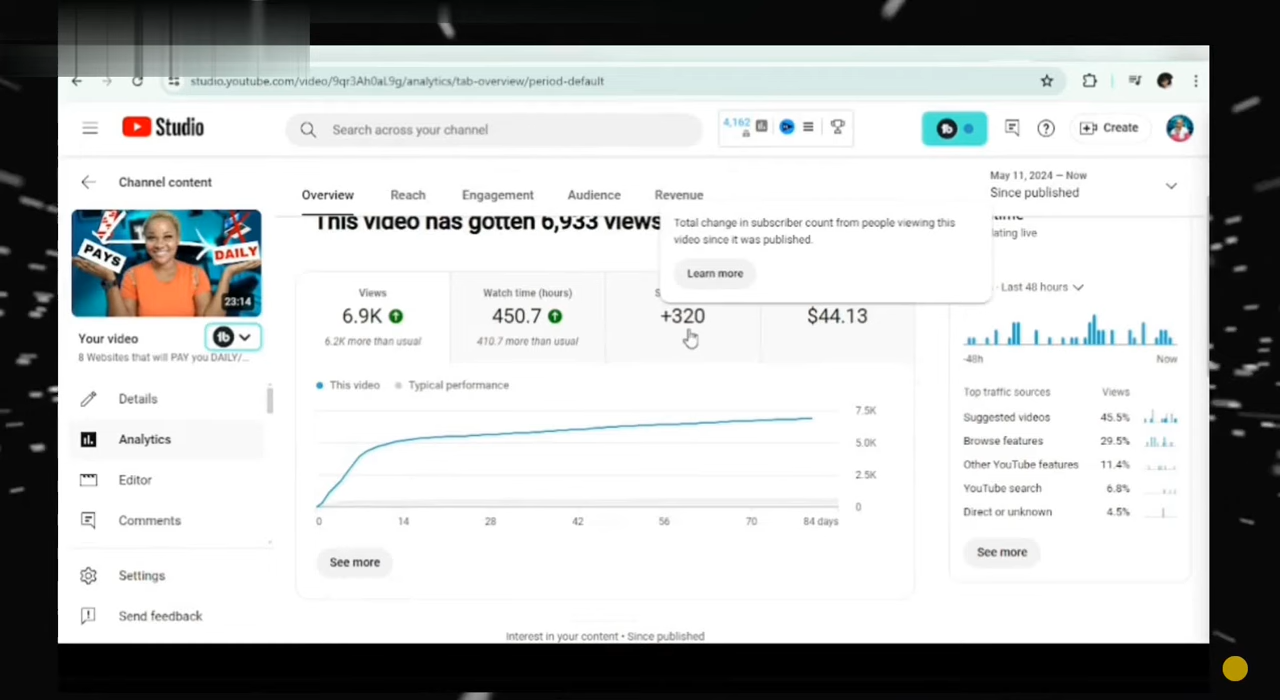 studio.youtube.com/video/9qr3Ah0aL9g/analytics/tab-overview/period-default
Studio
Search across your channel
4,162
Create
Channel content
Overview
Reach
Engagement
Audience
Revenue
May 11, 2024 – Now
Since published
PAYS
DAILY
23:14
Your video
8 Websites that will PAY you DAILY/...
Details
Analytics
Editor
Comments
Settings
Send feedback
This video has gotten 6,933 views
Total change in subscriber count from people viewing this
video since it was published.
Learn more
Views
6.9K
6.2K more than usual
Watch time (hours)
450.7
410.7 more than usual
+320
$44.13
This video
Typical performance
7.5K
5.0K
2.5K
0
0
14
28
42
56
70
84 days
See more
Interest in your content • Since published
Last 48 hours
-48h
Now
Top traffic sources
Views
Suggested videos
45.5%
Browse features
29.5%
Other YouTube features
11.4%
YouTube search
6.8%
Direct or unknown
4.5%
See more